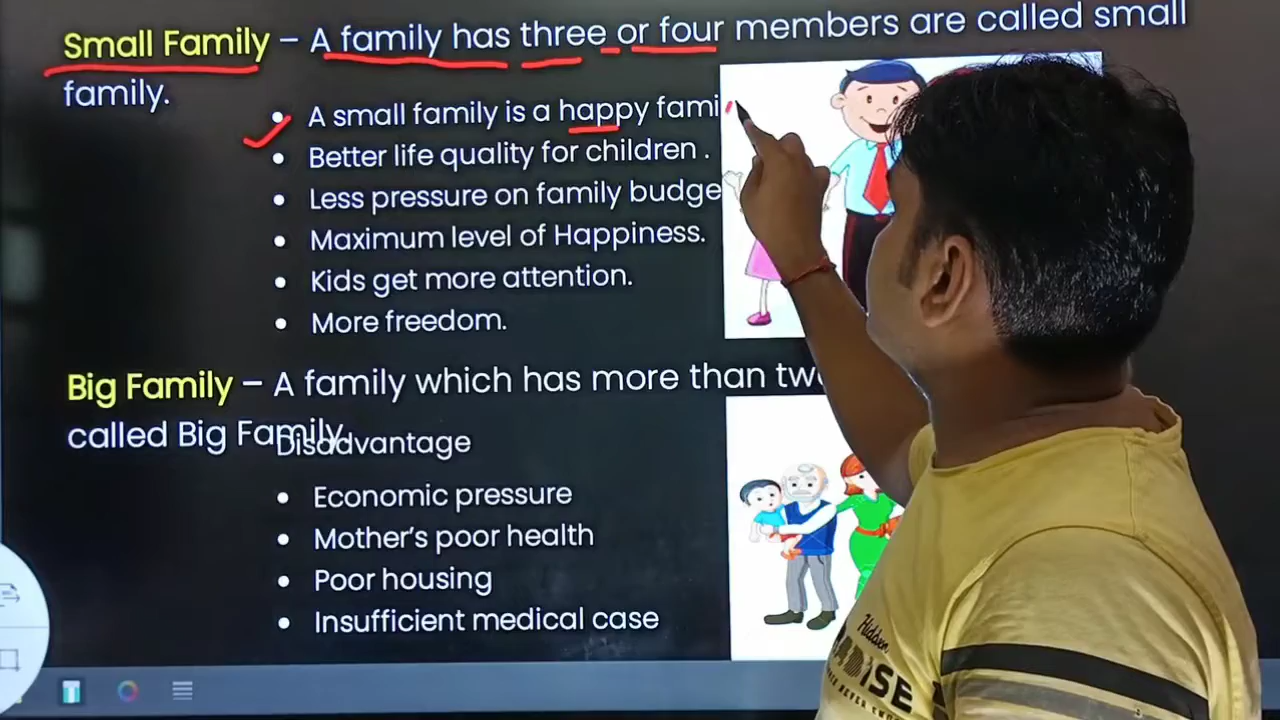 Small Family – A family has three or four members are called small
family.
• A small family is a happy fami
• Better life quality for children .
• Less pressure on family budge
• Maximum level of Happiness.
• Kids get more attention.
• More freedom.
Big Family – A family which has more than tw
called Big Family.
Disadvantage
• Economic pressure
• Mother's poor health
• Poor housing
• Insufficient medical case
Hidden